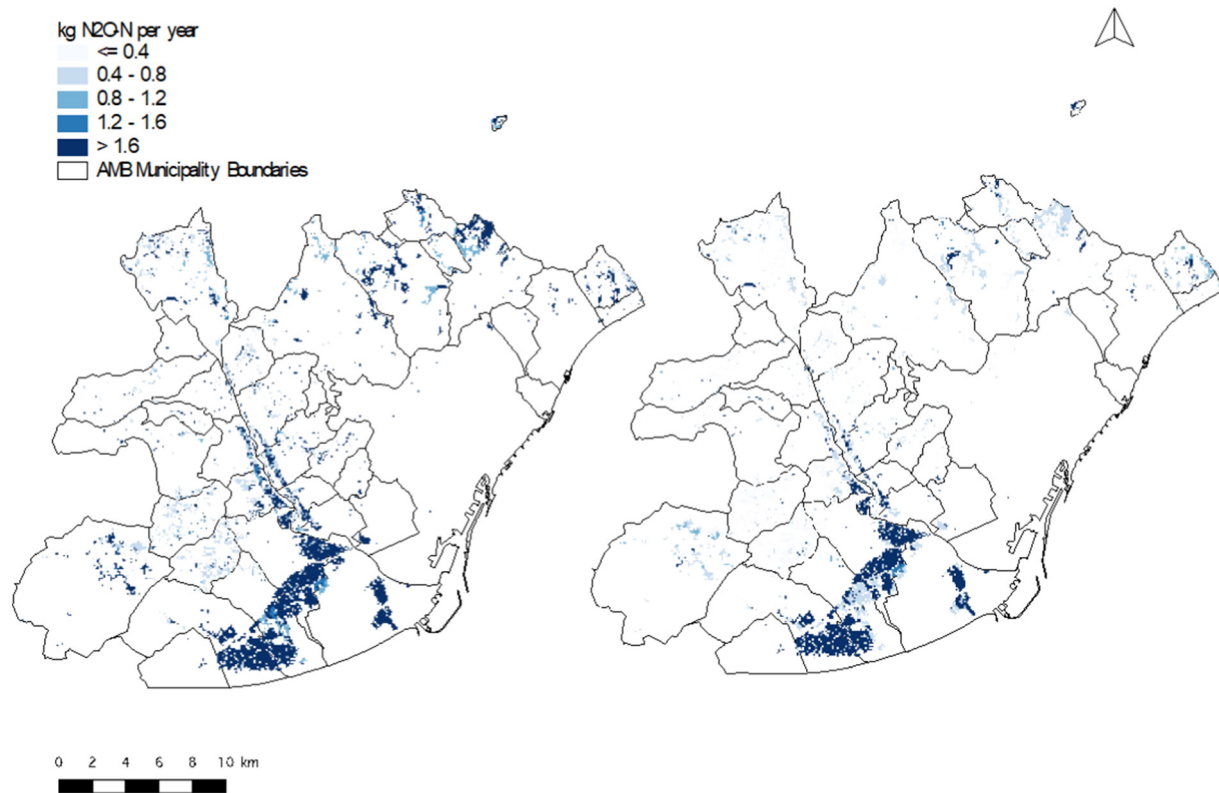 kg N2O-N per year
<= 0.4
0.4 - 0.8
0.8 - 1.2
1.2 - 1.6
> 1.6
AMB Municipality Boundaries
0 2 4 6 8 10 km